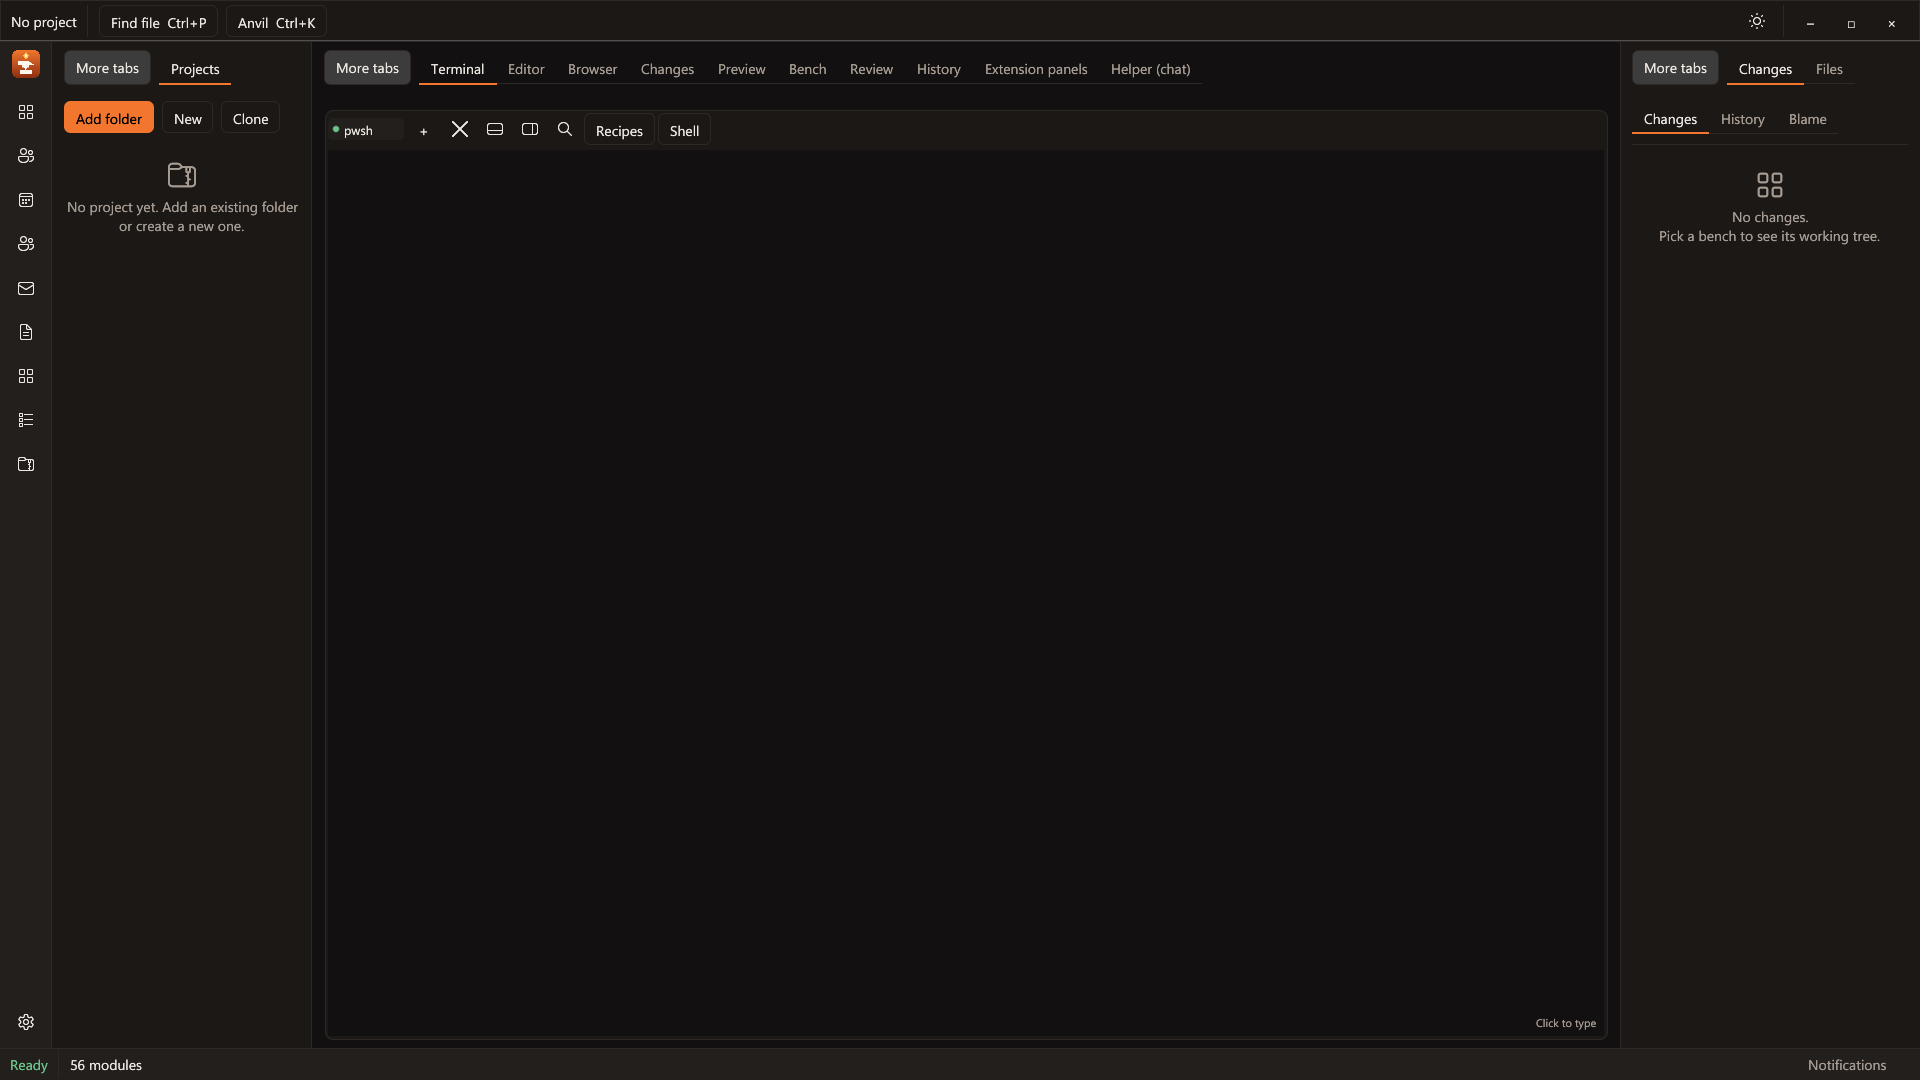 No project
Find file Ctrl+P
Anvil Ctrl+K
More tabs
Projects
Add folder
New
Clone
No project yet. Add an existing folder
or create a new one.
More tabs
Terminal
Editor
Browser
Changes
Preview
Bench
Review
History
Extension panels
Helper (chat)
pwsh
+
Recipes
Shell
Click to type
More tabs
Changes
Files
Changes
History
Blame
No changes.
Pick a bench to see its working tree.
Ready
56 modules
Notifications